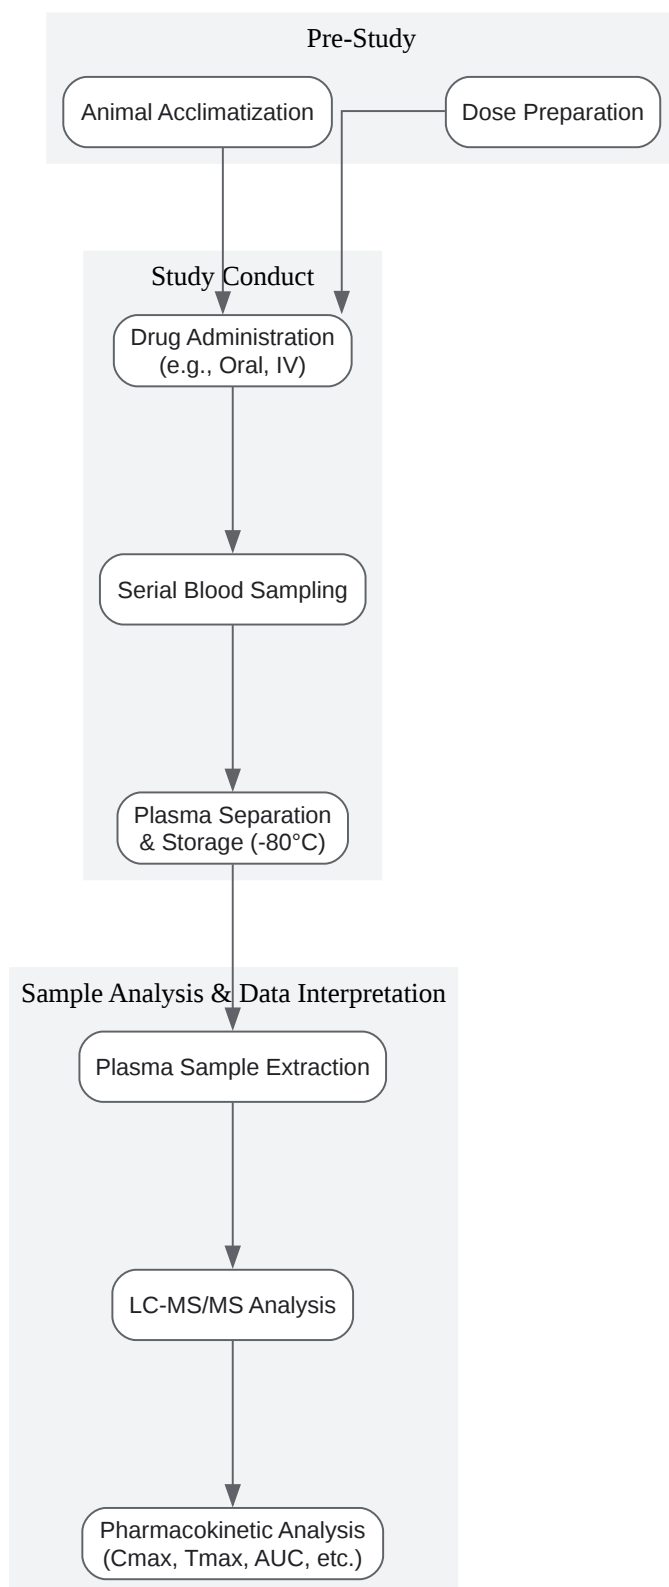 Pre-Study
Animal Acclimatization
Dose Preparation
Study Conduct
Drug Administration
(e.g., Oral, IV)
Serial Blood Sampling
Plasma Separation
& Storage (-80°C)
Sample Analysis & Data Interpretation
Plasma Sample Extraction
LC-MS/MS Analysis
Pharmacokinetic Analysis
(Cmax, Tmax, AUC, etc.)